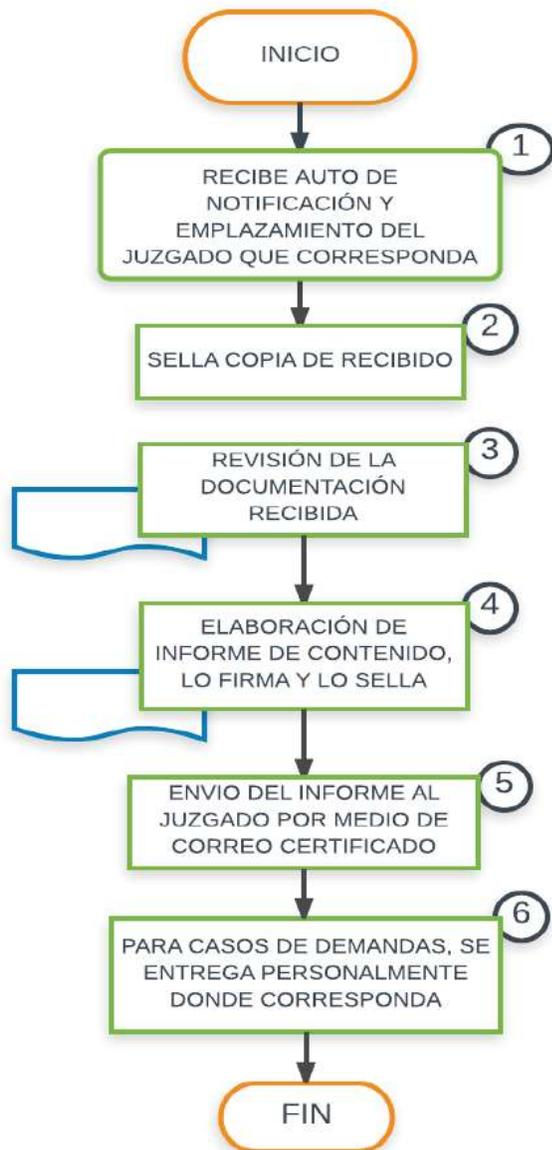 INICIO
1
RECIBE AUTO DE
NOTIFICACIÓN Y
EMPLAZAMIENTO DEL
JUZGADO QUE CORRESPONDA
2
SELLA COPIA DE RECIBIDO
3
REVISIÓN DE LA
DOCUMENTACIÓN
RECIBIDA
4
ELABORACIÓN DE
INFORME DE CONTENIDO,
LO FIRMA Y LO SELLA
5
ENVIO DEL INFORME AL
JUZGADO POR MEDIO DE
CORREO CERTIFICADO
6
PARA CASOS DE DEMANDAS, SE
ENTREGA PERSONALMENTE
DONDE CORRESPONDA
FIN